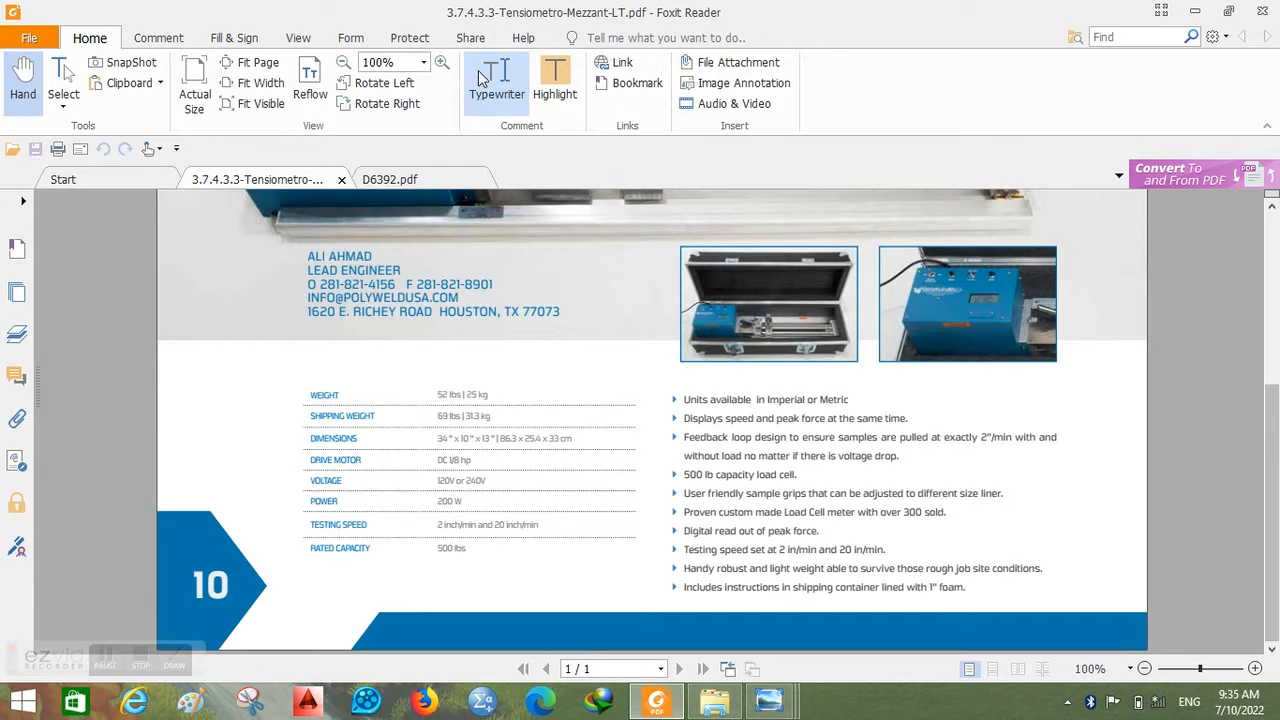 3.7.4.3.3-Tensiometro-Mezzant-LT.pdf - Foxit Reader
File Home Comment Fill & Sign View Form Protect Share Help Tell me what you want to do.. Find
Hand
Select
SnapShot
Clipboard
Tools
Actual Size
Fit Page
Fit Width
Fit Visible
Reflow
100%
Rotate Left
Rotate Right
View
Typewriter
Highlight
Comment
Link
Bookmark
Links
File Attachment
Image Annotation
Audio & Video
Insert
Start
3.7.4.3.3-Tensiometro-...
D6392.pdf
Convert To
and From PDF
ALI AHMAD
LEAD ENGINEER
O 281-821-4156 F 281-821-8901
INFO@POLYWELDUSA.COM
1620 E. RICHEY ROAD HOUSTON, TX 77073
WEIGHT 52 lbs | 25 kg
SHIPPING WEIGHT 69 lbs | 31.3 kg
DIMENSIONS 34 " x 10 " x 13 " | 86.3 x 25.4 x 33 cm
DRIVE MOTOR DC 1/8 hp
VOLTAGE 120V or 240V
POWER 200 W
TESTING SPEED 2 inch/min and 20 inch/min
RATED CAPACITY 500 lbs
Units available in Imperial or Metric
Displays speed and peak force at the same time.
Feedback loop design to ensure samples are pulled at exactly 2"/min with and
without load no matter if there is voltage drop.
500 lb capacity load cell.
User friendly sample grips that can be adjusted to different size liner.
Proven custom made Load Cell meter with over 300 sold.
Digital read out of peak force.
Testing speed set at 2 in/min and 20 in/min.
Handy robust and light weight able to survive those rough job site conditions.
Includes instructions in shipping container lined with 1" foam.
10
ezvid
RECORDER
PAUSE STOP DRAW
1 / 1
100%
PDF
ENG
9:35 AM
7/10/2022